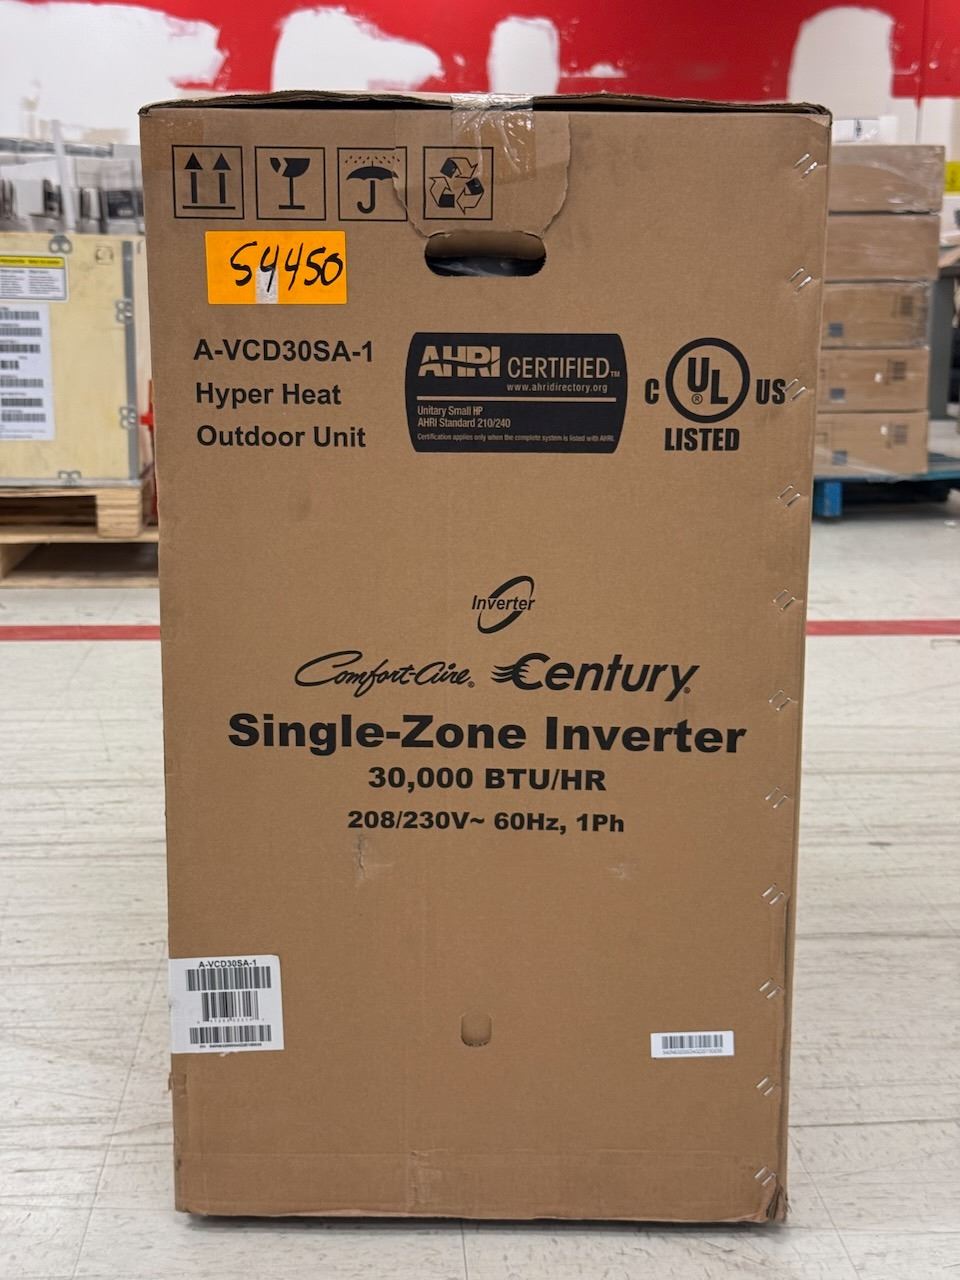 54450
A-VCD30SA-1
Hyper Heat
Outdoor Unit
AHRI CERTIFIED™
www.ahridirectory.org
Unitary Small HP
AHRI Standard 210/240
Certification applies only when the complete system is listed with AHRI.
C UL® US
LISTED
Inverter
Comfort-Aire® Century®
Single-Zone Inverter
30,000 BTU/HR
208/230V~ 60Hz, 1Ph
A-VCD30SA-1